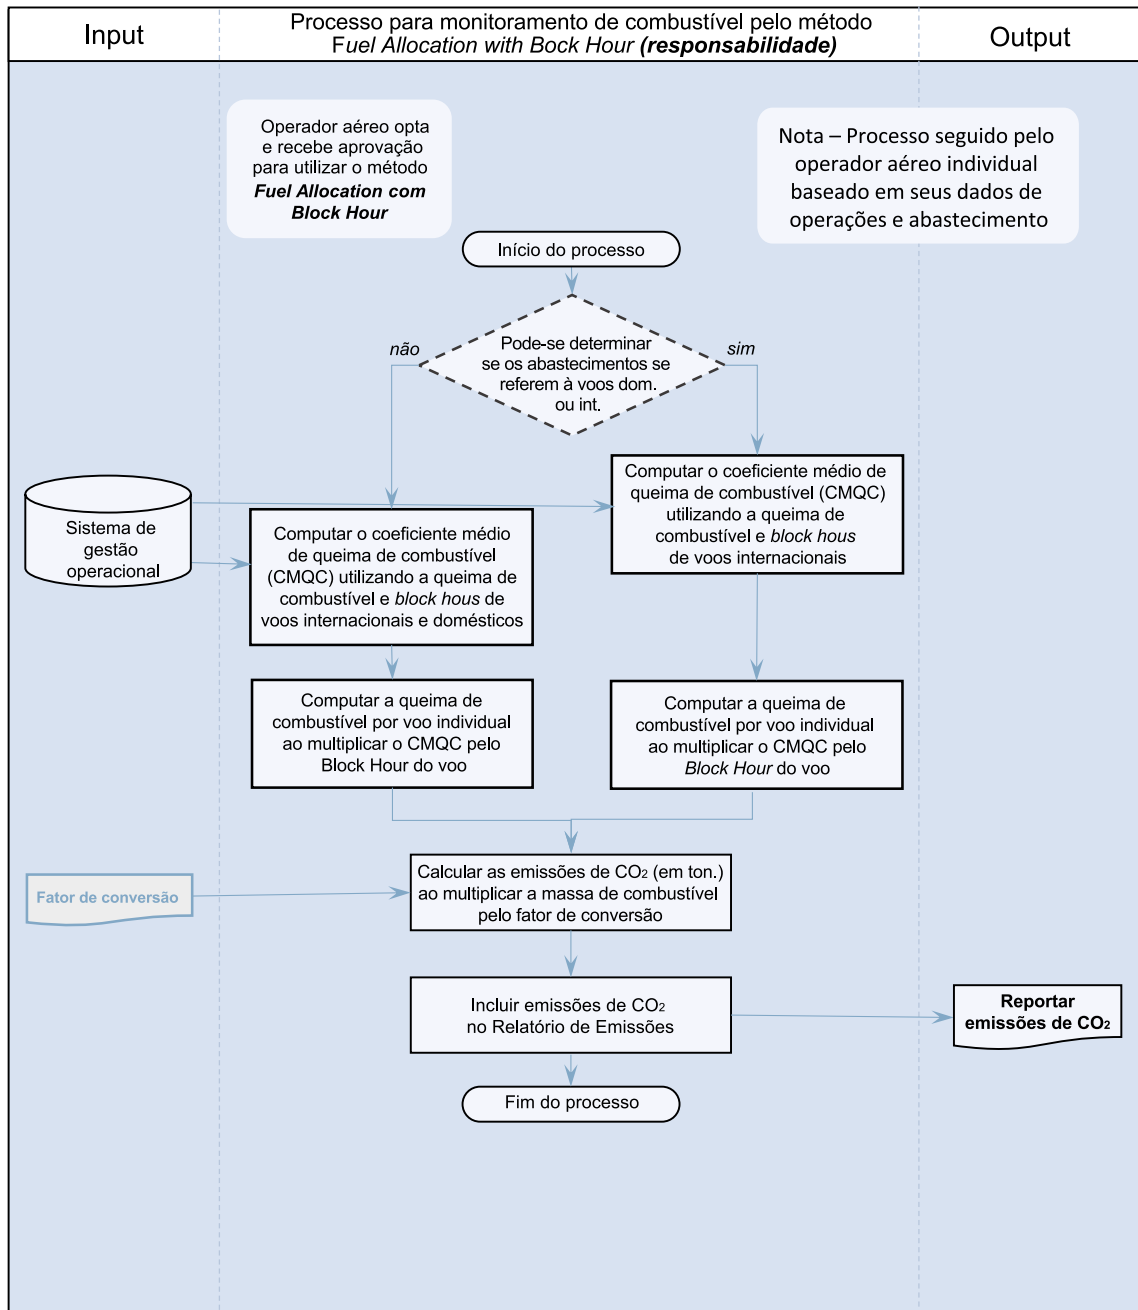 Input
Processo para monitoramento de combustível pelo método
Fuel Allocation with Bock Hour (responsabilidade)
Output
Operador aéreo opta
e recebe aprovação
para utilizar o método
Fuel Allocation com
Block Hour
Nota – Processo seguido pelo
operador aéreo individual
baseado em seus dados de
operações e abastecimento
Início do processo
Pode-se determinar
se os abastecimentos se
referem à voos dom.
ou int.
não
sim
Sistema de
gestão
operacional
Computar o coeficiente médio
de queima de combustível
(CMQC) utilizando a queima de
combustível e block hous de
voos internacionais e domésticos
Computar o coeficiente médio de
queima de combustível (CMQC)
utilizando a queima de
combustível e block hous
de voos internacionais
Computar a queima de
combustível por voo individual
ao multiplicar o CMQC pelo
Block Hour do voo
Computar a queima de
combustível por voo individual
ao multiplicar o CMQC pelo
Block Hour do voo
Fator de conversão
Calcular as emissões de CO₂ (em ton.)
ao multiplicar a massa de combustível
pelo fator de conversão
Incluir emissões de CO₂
no Relatório de Emissões
Reportar
emissões de CO₂
Fim do processo